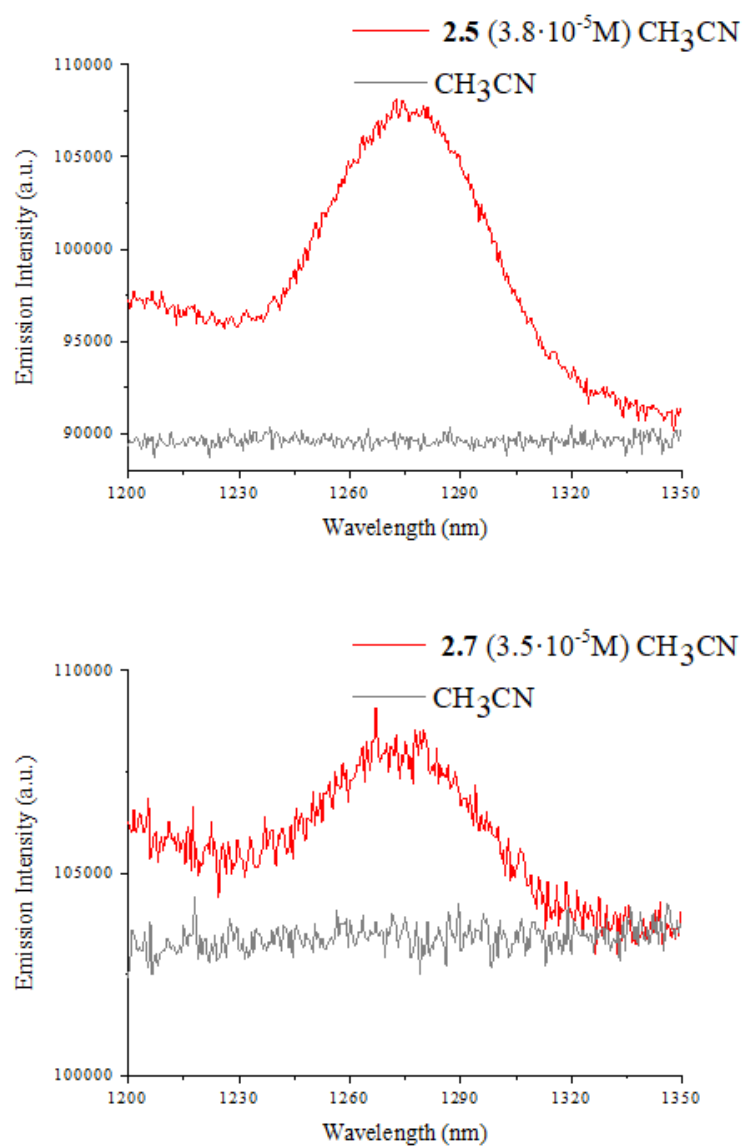 2.5 (3.8·10⁻⁵M) CH₃CN
CH₃CN
110000
105000
100000
95000
90000
Emission Intensity (a.u.)
1200 1230 1260 1290 1320 1350
Wavelength (nm)
2.7 (3.5·10⁻⁵M) CH₃CN
CH₃CN
110000
105000
100000
Emission Intensity (a.u.)
1200 1230 1260 1290 1320 1350
Wavelength (nm)